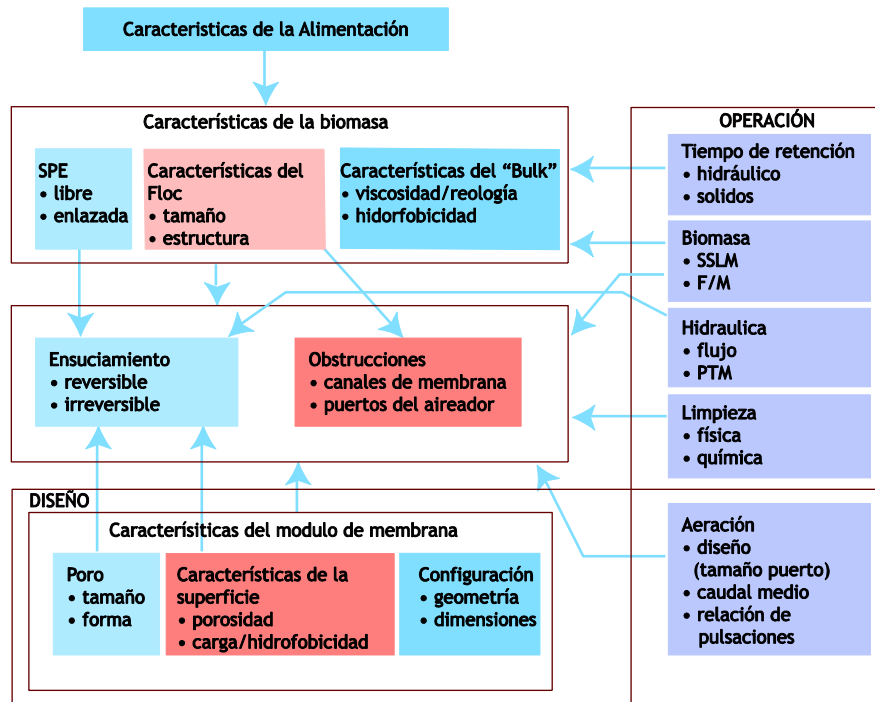 Caracteristicas de la Alimentación
Características de la biomasa
SPE
• libre
• enlazada
Características del
Floc
• tamaño
• estructura
Características del “Bulk”
• viscosidad/reología
• hidorfobicidad
OPERACIÓN
Tiempo de retención
• hidráulico
• solidos
Biomasa
• SSLM
• F/M
Hidraulica
• flujo
• PTM
Limpieza
• física
• química
Ensuciamiento
• reversible
• irreversible
Obstrucciones
• canales de membrana
• puertos del aireador
DISEÑO
Caracterísiticas del modulo de membrana
Poro
• tamaño
• forma
Características de la
superficie
• porosidad
• carga/hidrofobicidad
Configuración
• geometría
• dimensiones
Aeración
• diseño
(tamaño puerto)
• caudal medio
• relación de
pulsaciones